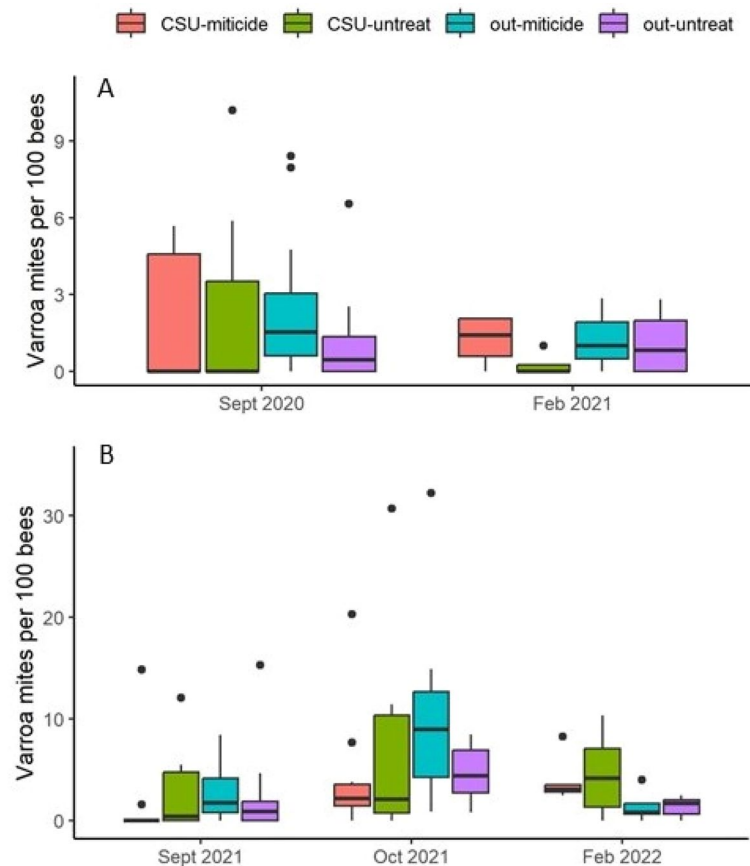 CSU-miticide CSU-untreat out-miticide out-untreat
A
Varroa mites per 100 bees
9
6
3
0
Sept 2020 Feb 2021
B
Varroa mites per 100 bees
30
20
10
0
Sept 2021 Oct 2021 Feb 2022